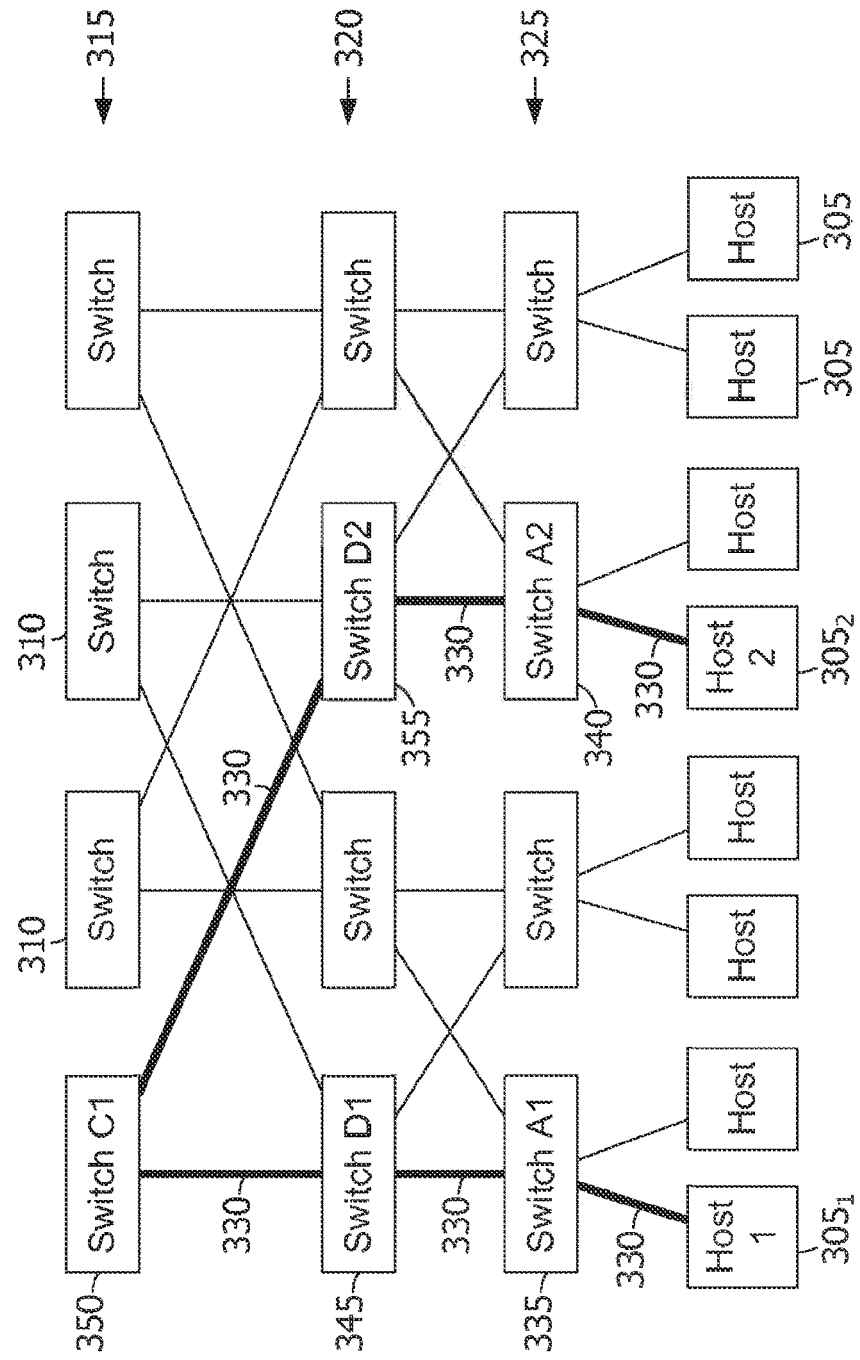 310
310
350
Switch C1
Switch
Switch
Switch
315
330
330
345
Switch D1
Switch
Switch D2
Switch
320
355
330
330
335
Switch A1
Switch
Switch A2
Switch
325
340
330
330
Host
1
Host
Host
Host
Host
2
Host
Host
Host
305₁
305₂
305
305